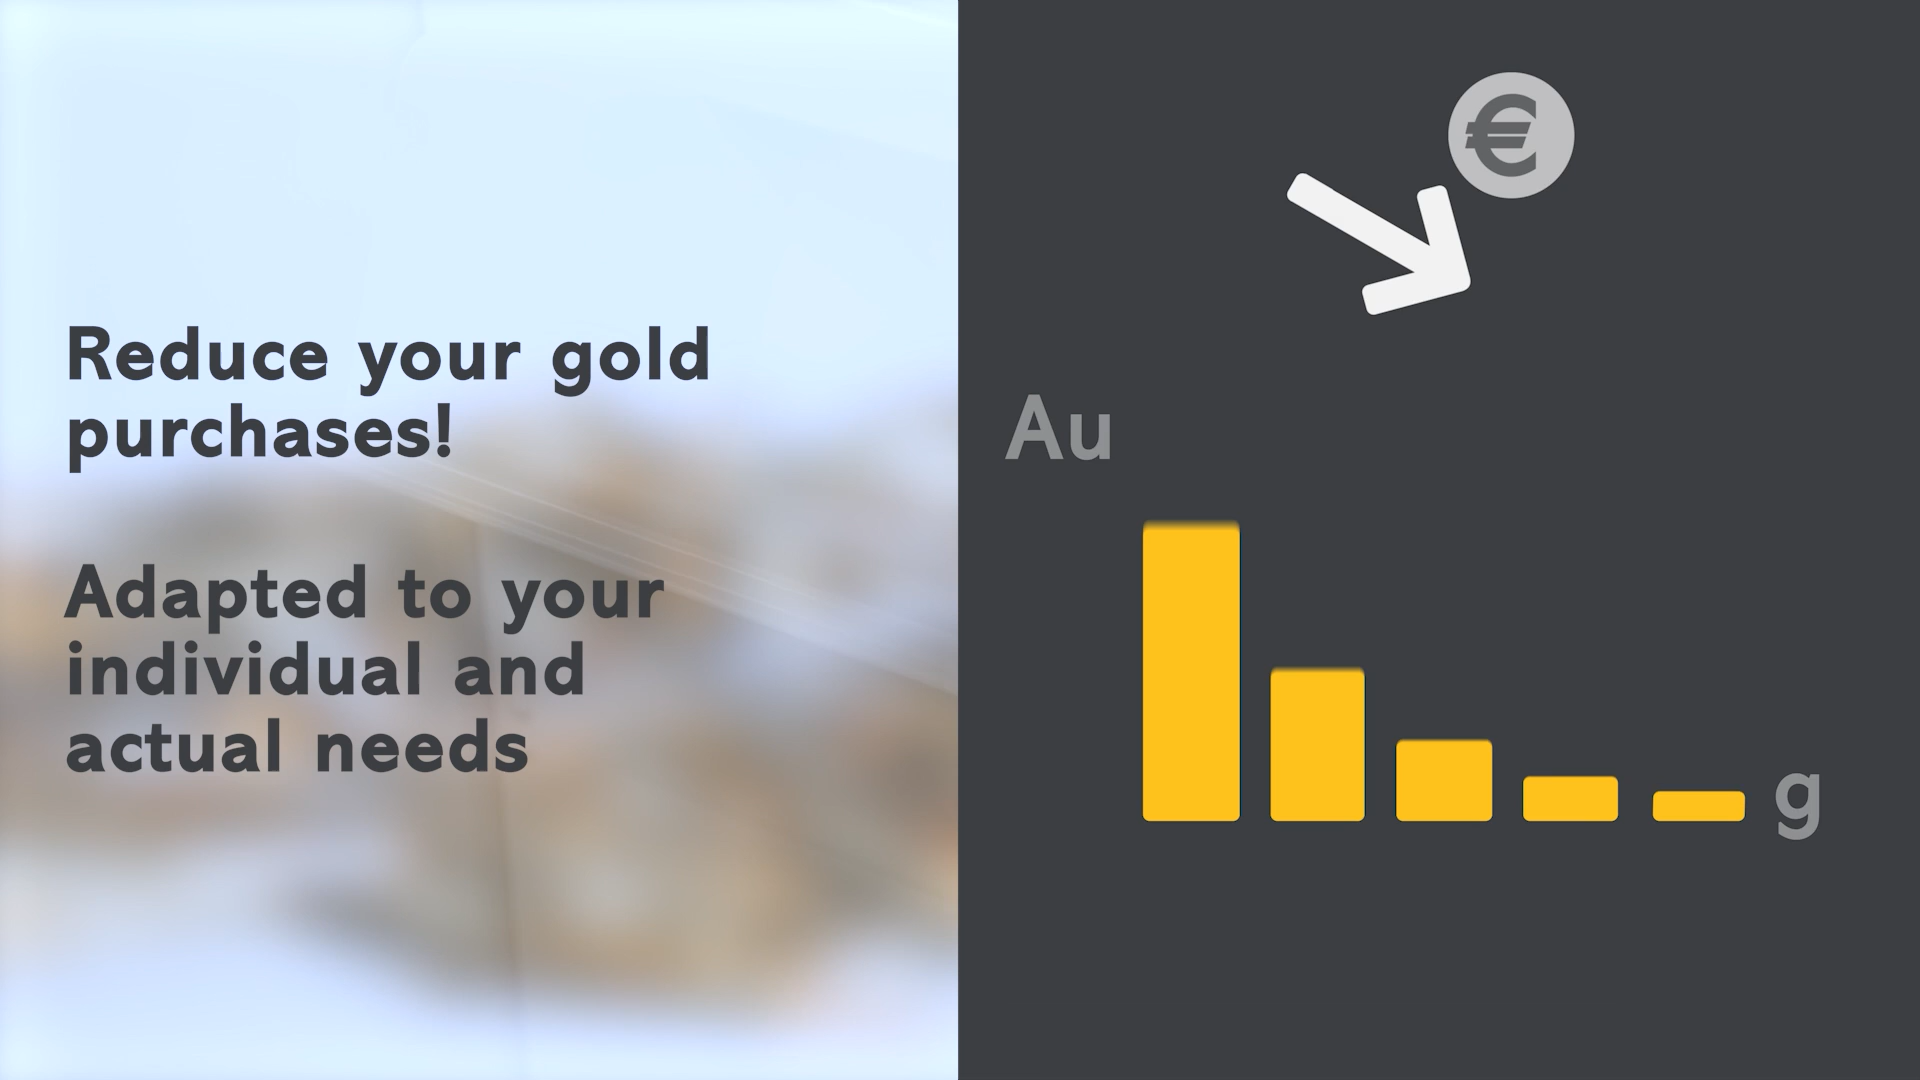 Reduce your gold
purchases!
Adapted to your
individual and
actual needs
€
Au
g